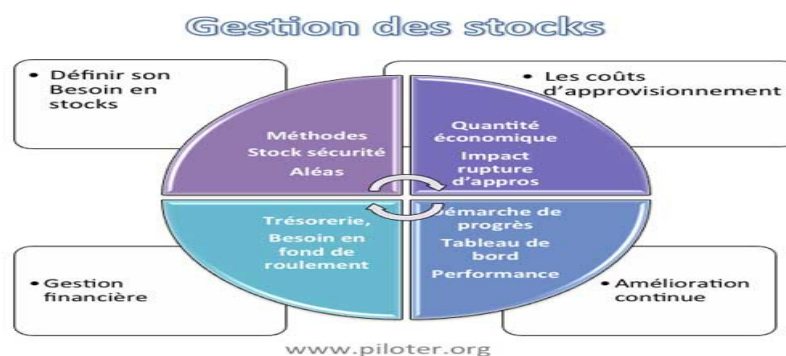 Gestion des stocks
• Définir son
Besoin en
stocks
• Les coûts
d'approvisionnement
Méthodes
Stock sécurité
Aléas
Quantité
économique
Impact
rupture
d'appros
Trésorerie,
Besoin en
fond de
roulement
Démarche de
progrès
Tableau de
bord
Performance
• Gestion
financière
• Amélioration
continue
www.piloter.org